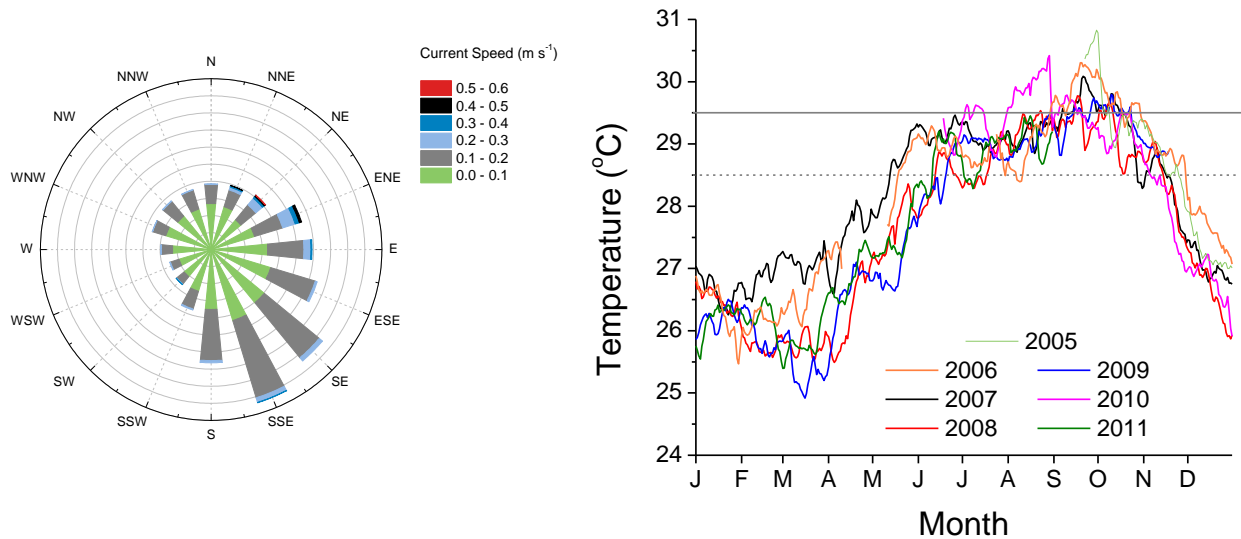 N
NNE
NE
ENE
E
ESE
SE
SSE
S
SSW
SW
WSW
W
WNW
NW
NNW
Current Speed (m s⁻¹)
0.5 - 0.6
0.4 - 0.5
0.3 - 0.4
0.2 - 0.3
0.1 - 0.2
0.0 - 0.1
Temperature (°C)
31
30
29
28
27
26
25
24
2005
2006
2007
2008
2009
2010
2011
J F M A M J J A S O N D
Month